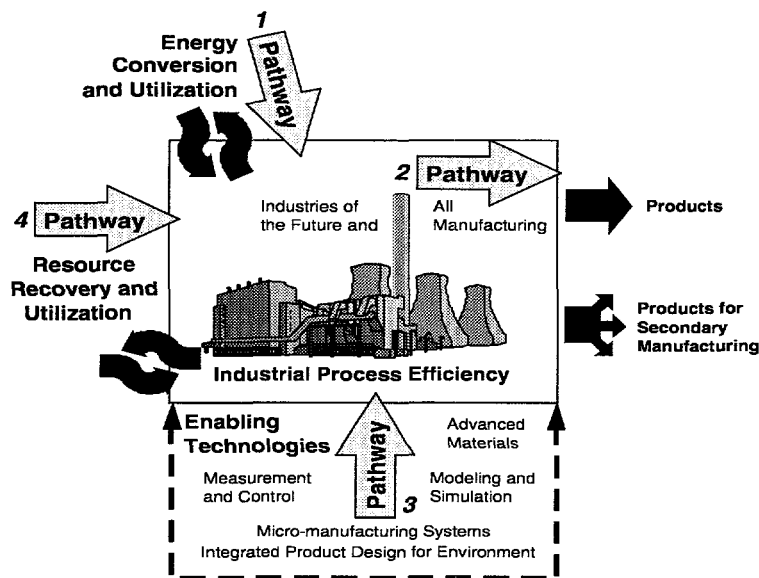 1
Energy
Conversion
and Utilization
Pathway
2
Pathway
4
Pathway
Industries of
the Future and
All
Manufacturing
Products
Resource
Recovery and
Utilization
Products for
Secondary
Manufacturing
Industrial Process Efficiency
Enabling
Technologies
Pathway
3
Advanced
Materials
Measurement
and Control
Modeling and
Simulation
Micro-manufacturing Systems
Integrated Product Design for Environment